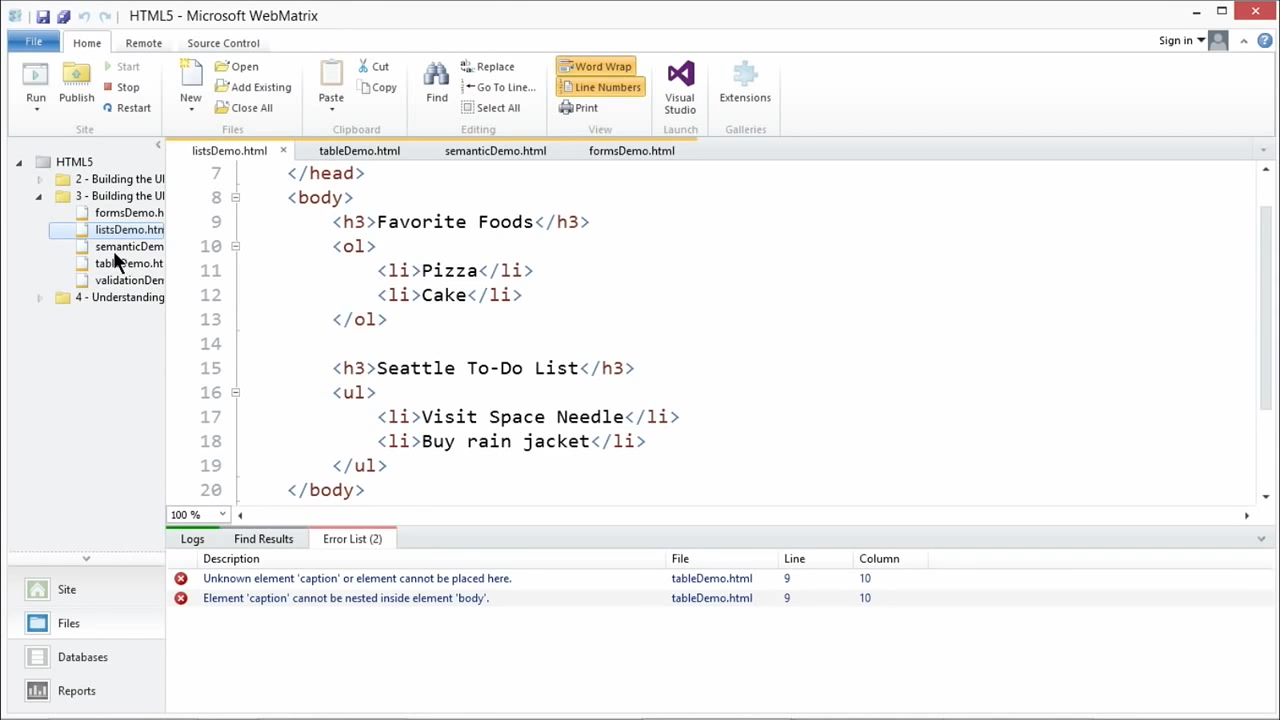 HTML5 - Microsoft WebMatrix
File Home Remote Source Control Sign in
Run Publish Start Stop Restart
Site
New Open Add Existing Close All
Files
Paste Cut Copy
Clipboard
Find Replace Go To Line... Select All
Editing
Word Wrap Line Numbers Print
View
Visual Studio
Launch
Extensions
Galleries
HTML5
2 - Building the UI
3 - Building the UI
formsDemo.h
listsDemo.htm
semanticDem
tableDemo.ht
validationDem
4 - Understanding
listsDemo.html tableDemo.html semanticDemo.html formsDemo.html
7 </head>
8 <body>
9 <h3>Favorite Foods</h3>
10 <ol>
11 <li>Pizza</li>
12 <li>Cake</li>
13 </ol>
14
15 <h3>Seattle To-Do List</h3>
16 <ul>
17 <li>Visit Space Needle</li>
18 <li>Buy rain jacket</li>
19 </ul>
20 </body>
100 %
Logs Find Results Error List (2)
Description File Line Column
Unknown element 'caption' or element cannot be placed here. tableDemo.html 9 10
Element 'caption' cannot be nested inside element 'body'. tableDemo.html 9 10
Site
Files
Databases
Reports